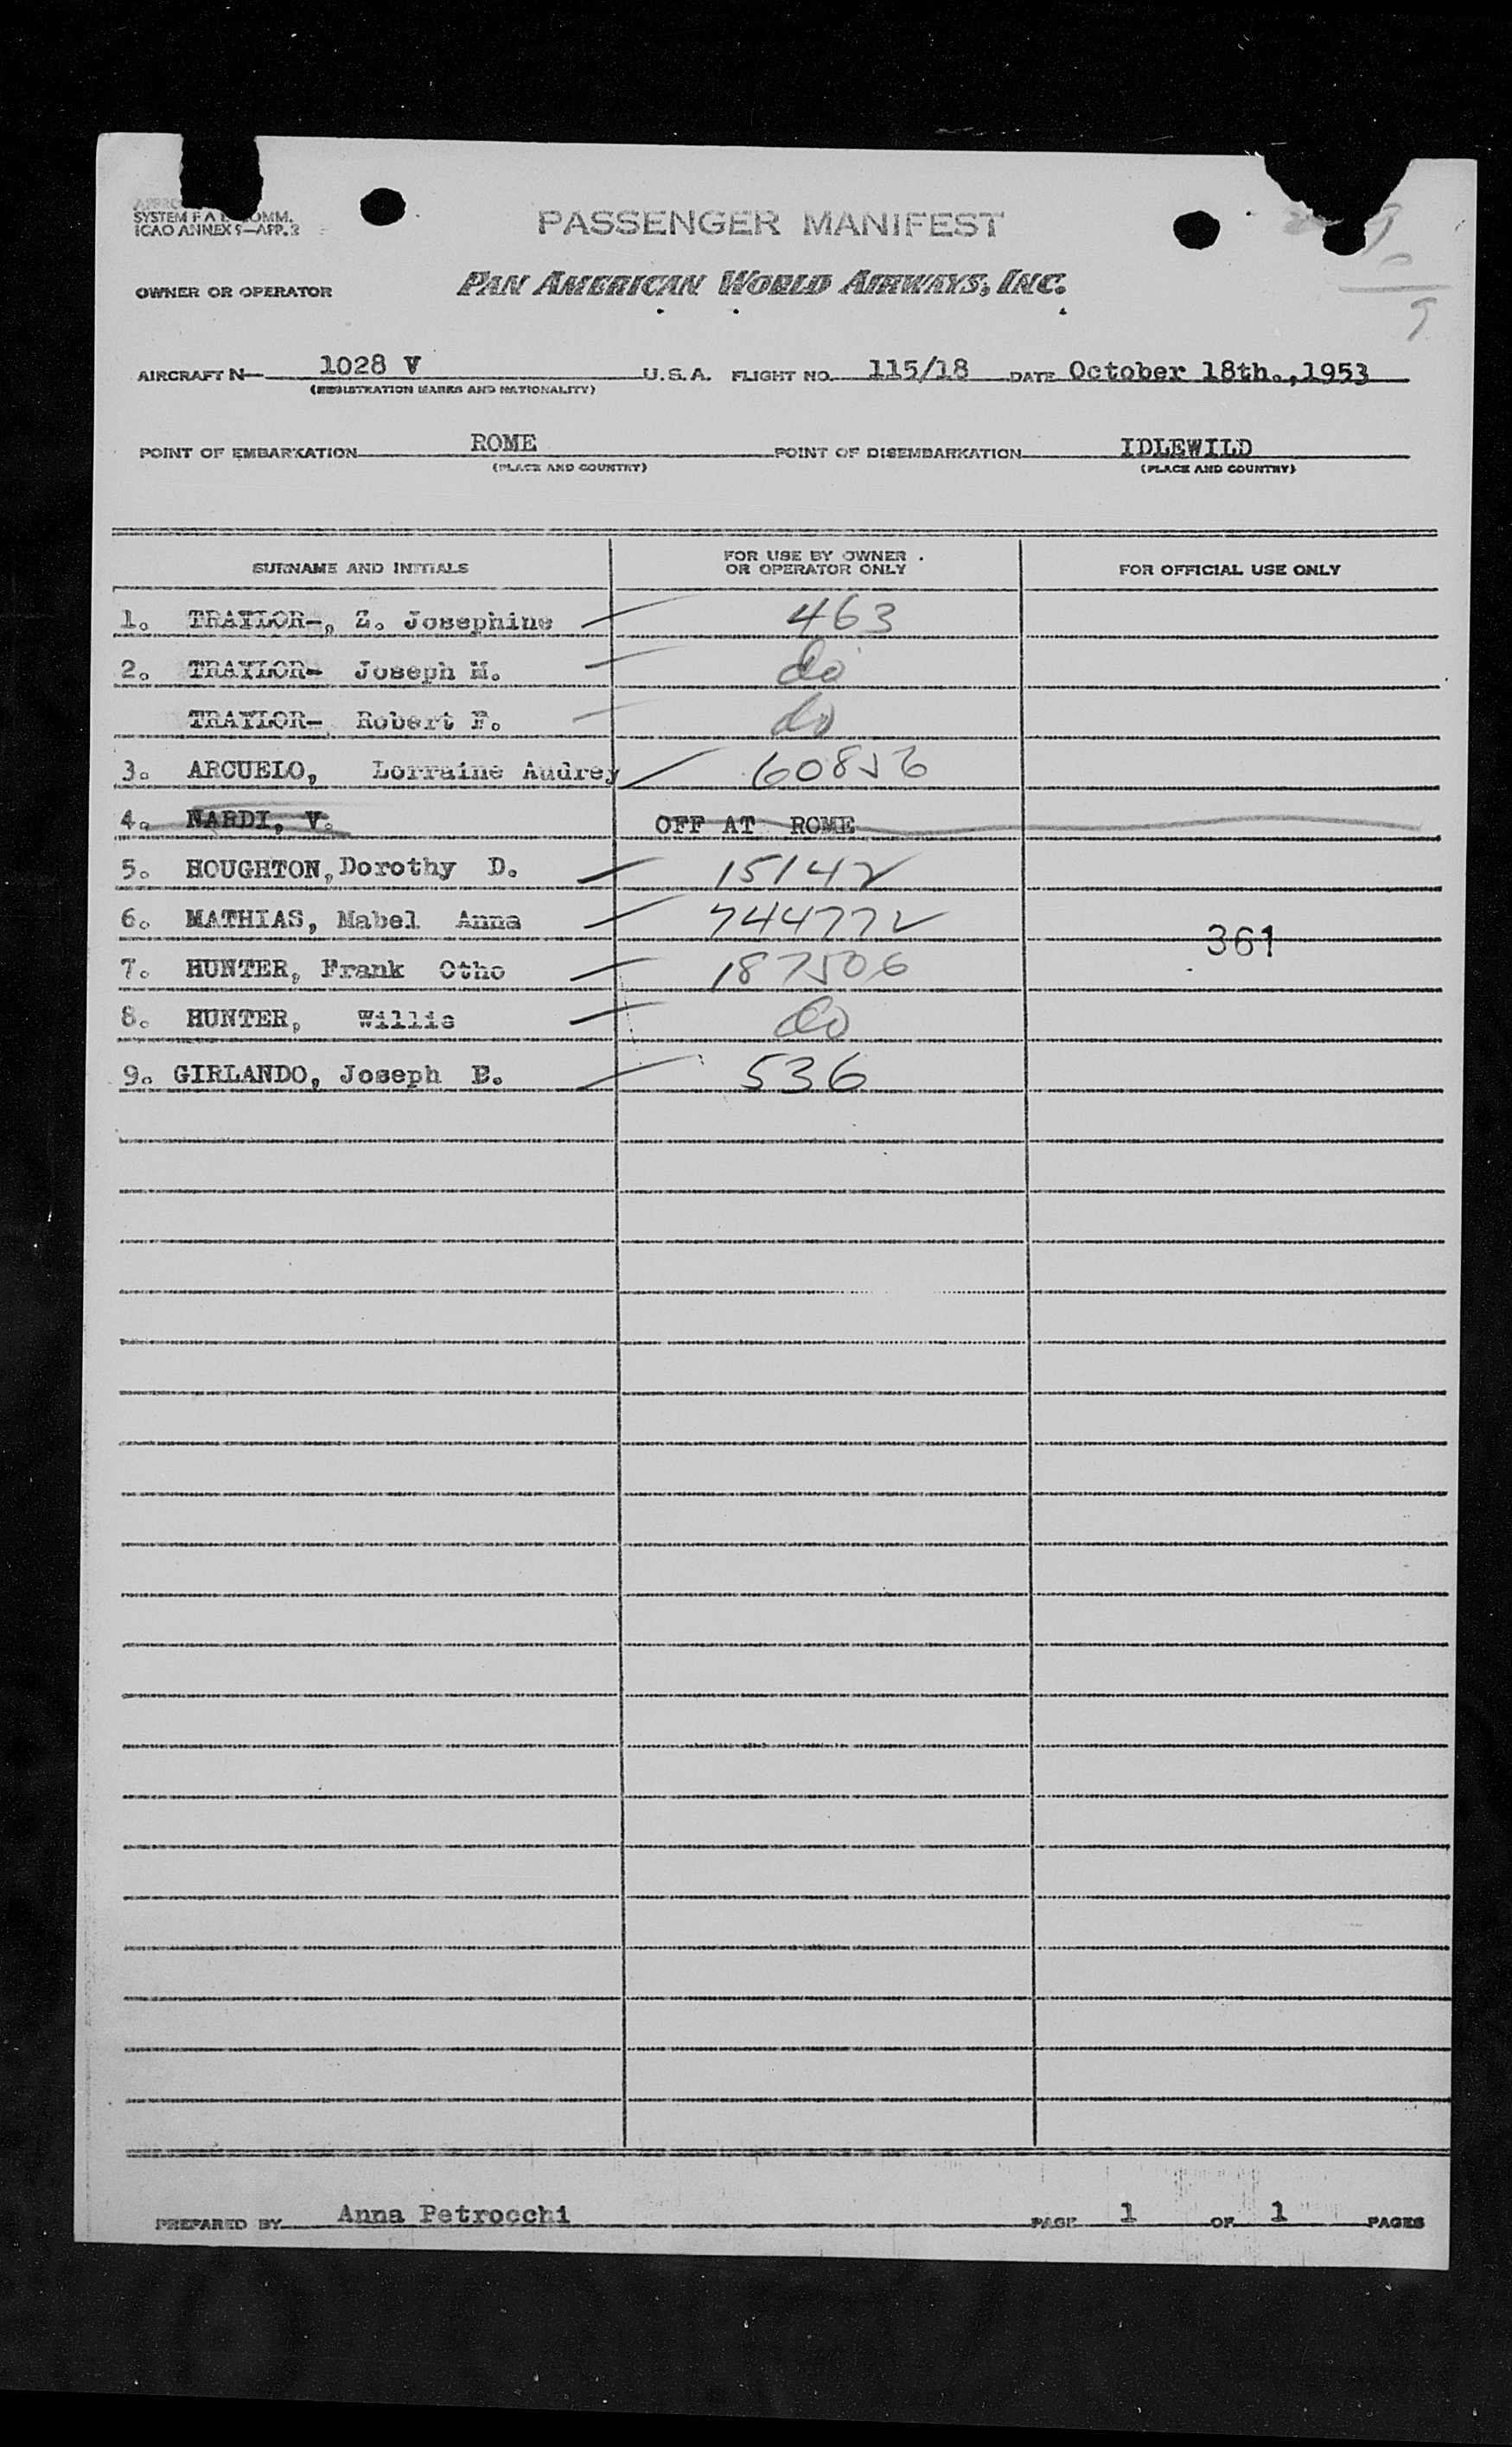 SYSTEM F A L COMM.
ICAO ANNEX 9—APP. 3
PASSENGER MANIFEST
OWNER OR OPERATOR
PAN AMERICAN WORLD AIRWAYS, INC.
AIRCRAFT N— 1028 V U.S.A. FLIGHT NO. 115/18 DATE October 18th.,1953
(REGISTRATION MARKS AND NATIONALITY)
POINT OF EMBARKATION ROME POINT OF DISEMBARKATION IDLEWILD
(PLACE AND COUNTRY) (PLACE AND COUNTRY)
SURNAME AND INITIALS FOR USE BY OWNER OR OPERATOR ONLY FOR OFFICIAL USE ONLY
1. TRAYLOR-, Z. Josephine 463
2. TRAYLOR- Joseph M. do
TRAYLOR- Robert F. do
3. ARCUELO, Lorraine Audrey 60856
4. NARDI, V. OFF AT ROME
5. HOUGHTON, Dorothy D. 15142
6. MATHIAS, Mabel Anna 744772
361
7. HUNTER, Frank Otho 187506
8. HUNTER, Willie do
9. GIRLANDO, Joseph B. 536
PREPARED BY Anna Petrocchi PAGE 1 OF 1 PAGES